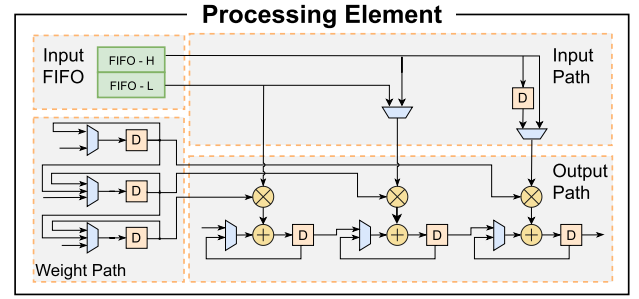 Processing Element
Input
FIFO
FIFO - H
FIFO - L
Input
Path
D
D
D
D
Output
Path
D
D
D
Weight Path